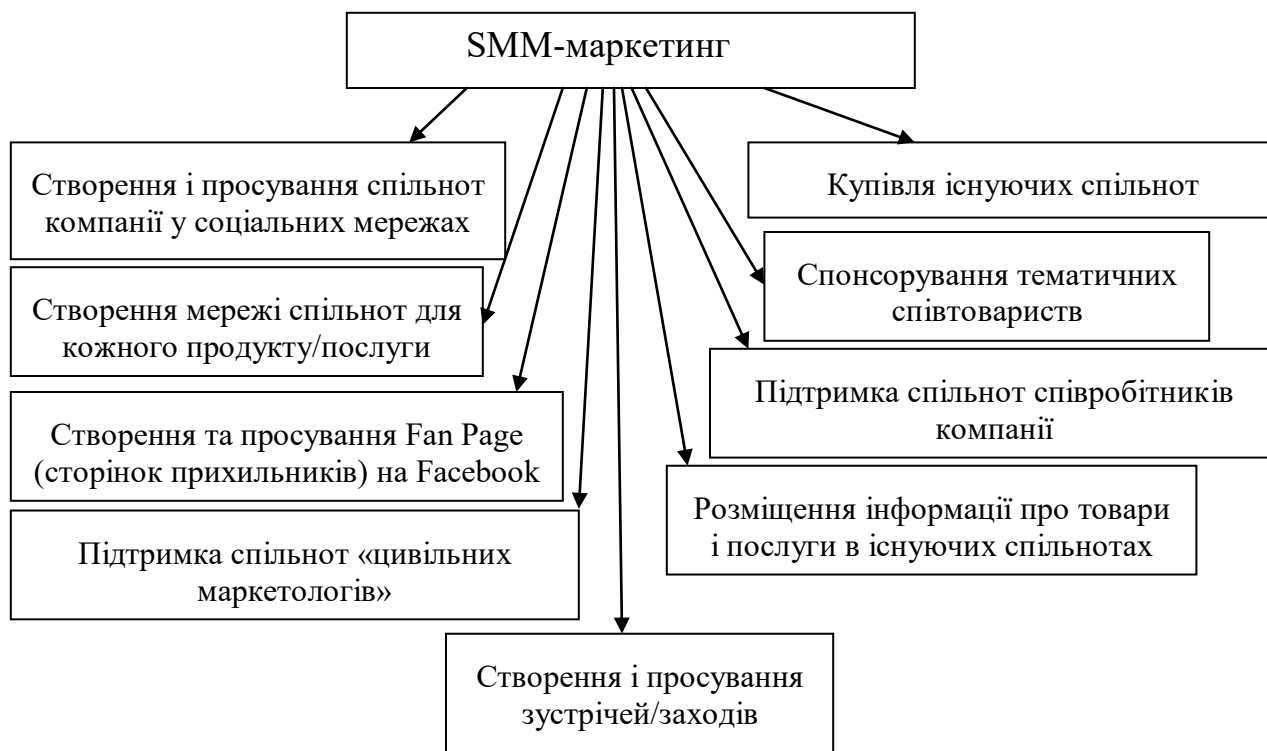 SMM-маркетинг
Створення і просування спільнот
компанії у соціальних мережах
Створення мережі спільнот для
кожного продукту/послуги
Створення та просування Fan Page
(сторінок прихильників) на Facebook
Підтримка спільнот «цивільних
маркетологів»
Створення і просування
зустрічей/заходів
Купівля існуючих спільнот
Спонсорування тематичних
співтовариств
Підтримка спільнот співробітників
компанії
Розміщення інформації про товари
і послуги в існуючих спільнотах